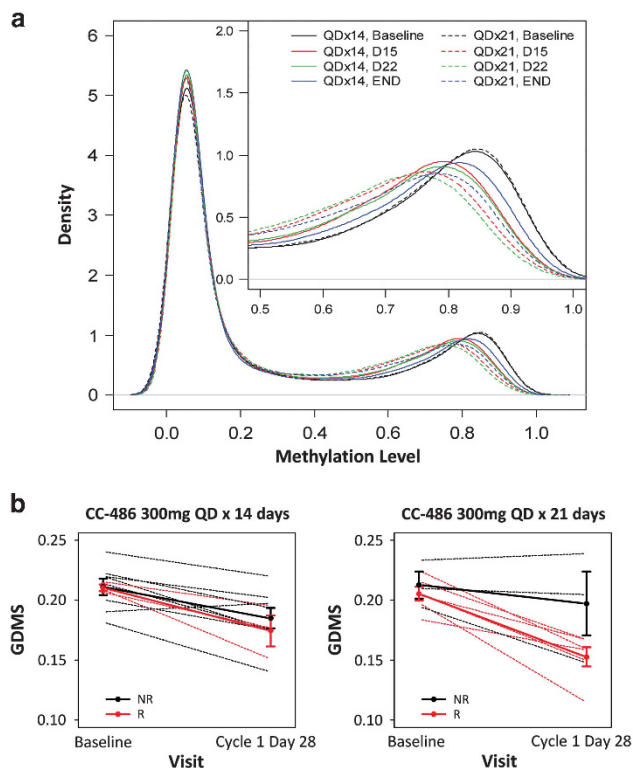 a
QDx14, Baseline QDx21, Baseline
QDx14, D15 QDx21, D15
QDx14, D22 QDx21, D22
QDx14, END QDx21, END
Density
6
5
4
3
2
1
0
2.0
1.5
1.0
0.5
0.0
0.5 0.6 0.7 0.8 0.9 1.0
0.0 0.2 0.4 0.6 0.8 1.0
Methylation Level
b
CC-486 300mg QD x 14 days
GDMS
0.25
0.20
0.15
0.10
NR
R
Baseline Cycle 1 Day 28
Visit
CC-486 300mg QD x 21 days
GDMS
0.25
0.20
0.15
0.10
NR
R
Baseline Cycle 1 Day 28
Visit